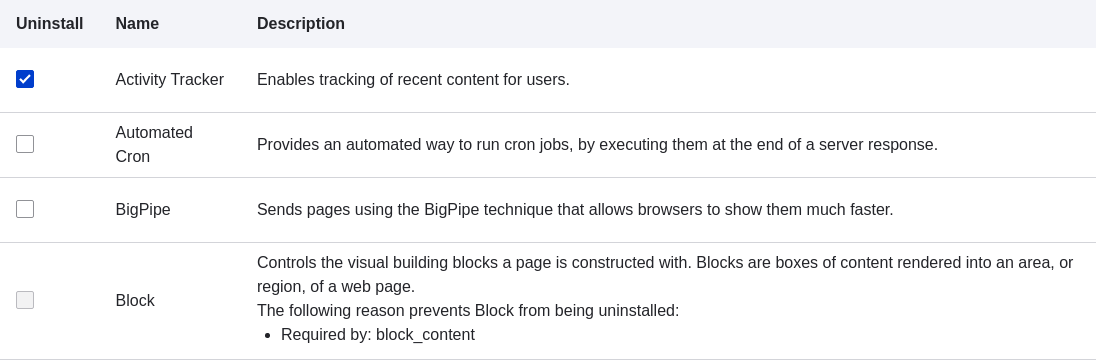 Uninstall Name Description
Activity Tracker Enables tracking of recent content for users.
Automated
Cron
Provides an automated way to run cron jobs, by executing them at the end of a server response.
BigPipe Sends pages using the BigPipe technique that allows browsers to show them much faster.
Block
Controls the visual building blocks a page is constructed with. Blocks are boxes of content rendered into an area, or
region, of a web page.
The following reason prevents Block from being uninstalled:
• Required by: block_content